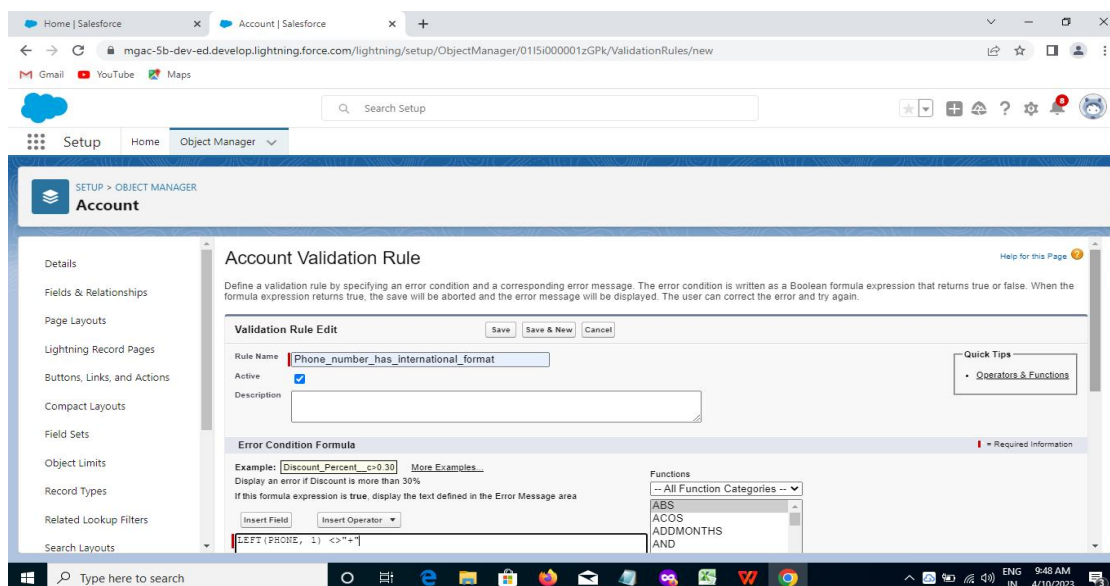 Home | Salesforce
Account | Salesforce
mgac-5b-dev-ed.develop.lightning.force.com/lightning/setup/ObjectManager/01I5i000001zGPk/ValidationRules/new
Gmail YouTube Maps
Search Setup
8
Setup Home Object Manager
SETUP > OBJECT MANAGER
Account
Details
Fields & Relationships
Page Layouts
Lightning Record Pages
Buttons, Links, and Actions
Compact Layouts
Field Sets
Object Limits
Record Types
Related Lookup Filters
Search Layouts
Account Validation Rule
Help for this Page
Define a validation rule by specifying an error condition and a corresponding error message. The error condition is written as a Boolean formula expression that returns true or false. When the
formula expression returns true, the save will be aborted and the error message will be displayed. The user can correct the error and try again.
Validation Rule Edit Save Save & New Cancel
Rule Name Phone_number_has_international_format
Active
Description
Quick Tips
• Operators & Functions
Error Condition Formula = Required Information
Example: Discount_Percent__c>0.30 More Examples...
Display an error if Discount is more than 30%
If this formula expression is true, display the text defined in the Error Message area
Insert Field Insert Operator
LEFT(PHONE, 1) <>"+"
Functions
-- All Function Categories --
ABS
ACOS
ADDMONTHS
AND
Type here to search
ENG
IN
9:48 AM
4/10/2023